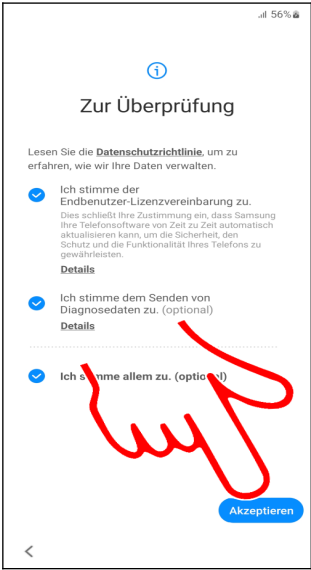 56%
Zur Überprüfung
Lesen Sie die Datenschutzrichtlinie, um zu
erfahren, wie wir Ihre Daten verwalten.
Ich stimme der
Endbenutzer-Lizenzvereinbarung zu.
Dies schließt Ihre Zustimmung ein, dass Samsung
Ihre Telefonsoftware von Zeit zu Zeit automatisch
aktualisieren kann, um die Sicherheit, den
Schutz und die Funktionalität Ihres Telefons zu
gewährleisten.
Details
Ich stimme dem Senden von
Diagnosedaten zu. (optional)
Details
Ich stimme allem zu. (optional)
Akzeptieren